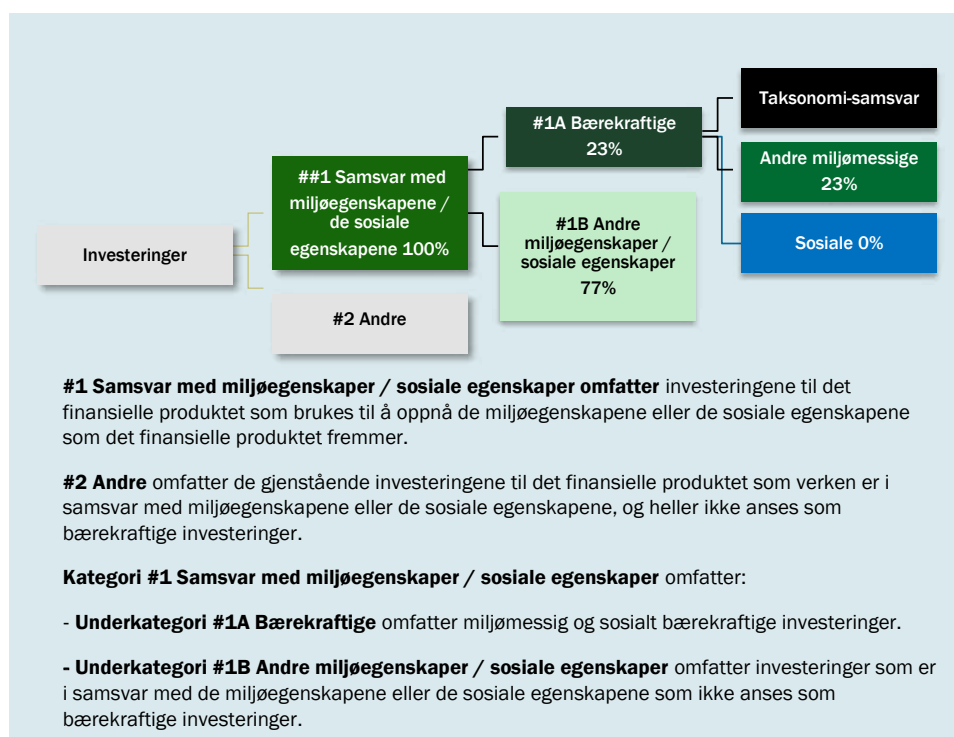 Taksonomi-samsvar
#1A Bærekraftige
23%
Andre miljømessige
23%
##1 Samsvar med
miljøegenskapene /
de sosiale
egenskapene 100%
#1B Andre
miljøegenskaper /
sosiale egenskaper
77%
Sosiale 0%
Investeringer
#2 Andre
#1 Samsvar med miljøegenskaper / sosiale egenskaper omfatter investeringene til det
finansielle produktet som brukes til å oppnå de miljøegenskapene eller de sosiale egenskapene
som det finansielle produktet fremmer.
#2 Andre omfatter de gjenstående investeringene til det finansielle produktet som verken er i
samsvar med miljøegenskapene eller de sosiale egenskapene, og heller ikke anses som
bærekraftige investeringer.
Kategori #1 Samsvar med miljøegenskaper / sosiale egenskaper omfatter:
- Underkategori #1A Bærekraftige omfatter miljømessig og sosialt bærekraftige investeringer.
- Underkategori #1B Andre miljøegenskaper / sosiale egenskaper omfatter investeringer som er
i samsvar med de miljøegenskapene eller de sosiale egenskapene som ikke anses som
bærekraftige investeringer.